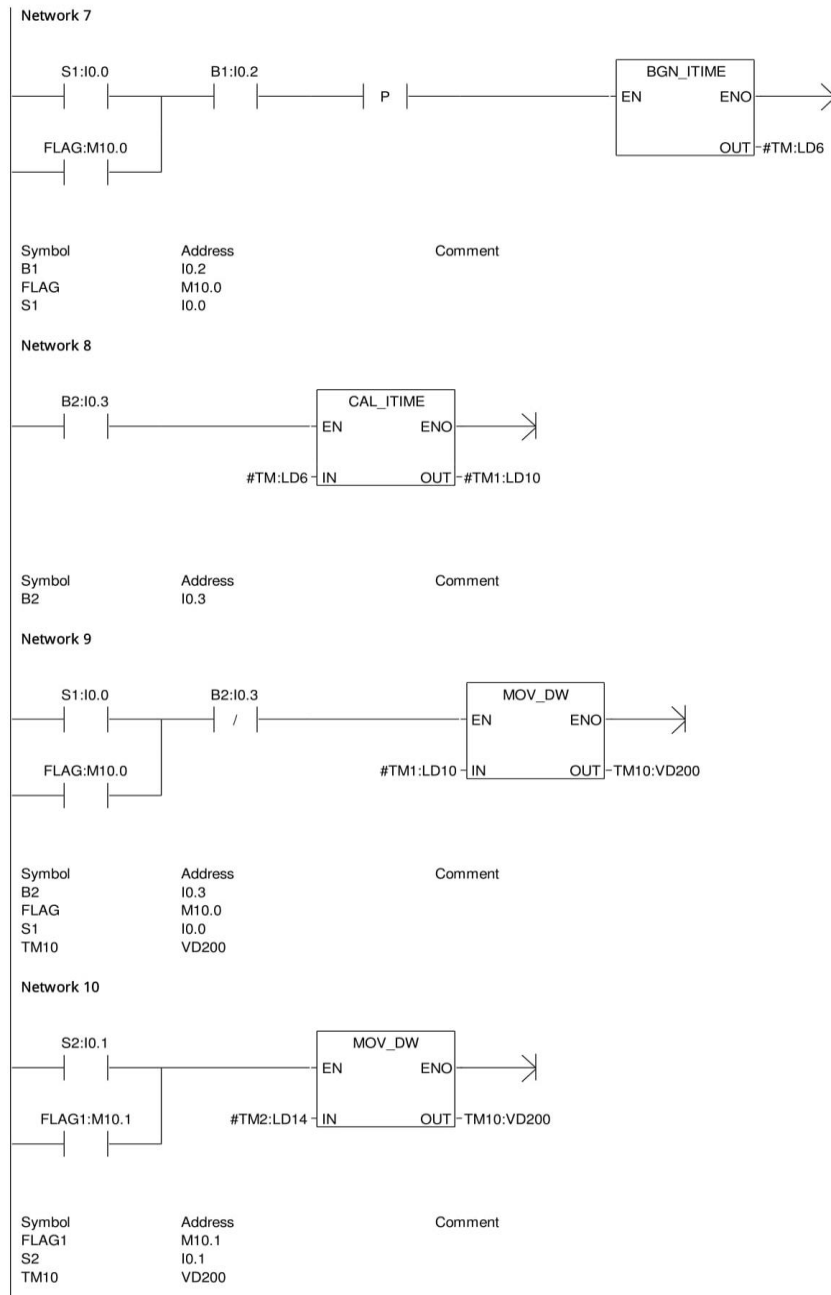 Network 7
S1:I0.0 B1:I0.2 BGN_ITIME
P EN ENO
FLAG:M10.0 OUT #TM:LD6
Symbol Address Comment
B1 I0.2
FLAG M10.0
S1 I0.0
Network 8
B2:I0.3 CAL_ITIME
EN ENO
#TM:LD6 IN OUT #TM1:LD10
Symbol Address Comment
B2 I0.3
Network 9
S1:I0.0 B2:I0.3 MOV_DW
/ EN ENO
FLAG:M10.0 #TM1:LD10 IN OUT TM10:VD200
Symbol Address Comment
B2 I0.3
FLAG M10.0
S1 I0.0
TM10 VD200
Network 10
S2:I0.1 MOV_DW
EN ENO
FLAG1:M10.1 #TM2:LD14 IN OUT TM10:VD200
Symbol Address Comment
FLAG1 M10.1
S2 I0.1
TM10 VD200